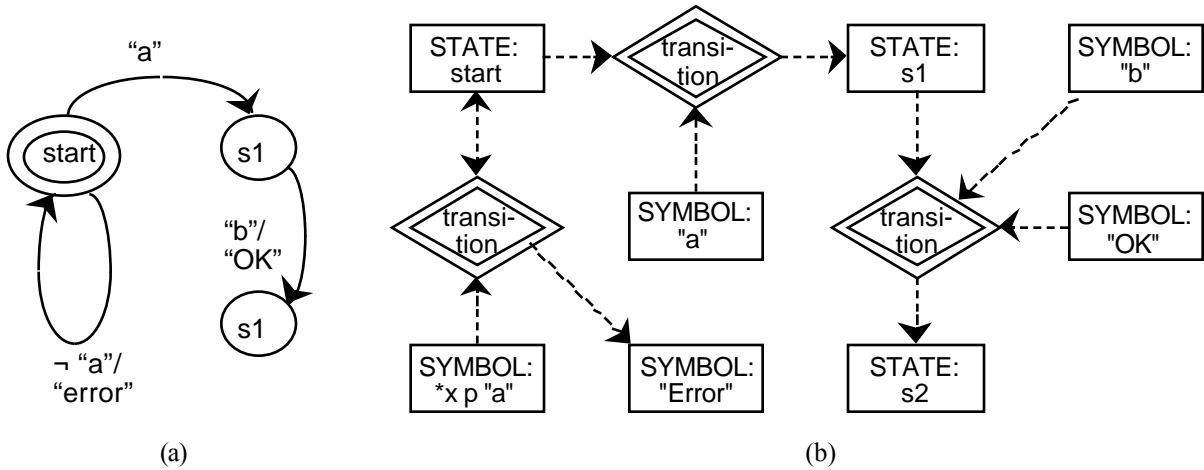 “a”
start
s1
“b”/
“OK”
s1
¬ “a”/
“error”
(a)
STATE:
start
transi-
tion
STATE:
s1
SYMBOL:
"b"
transi-
tion
SYMBOL:
"a"
transi-
tion
SYMBOL:
"OK"
SYMBOL:
*x p "a"
SYMBOL:
"Error"
STATE:
s2
(b)